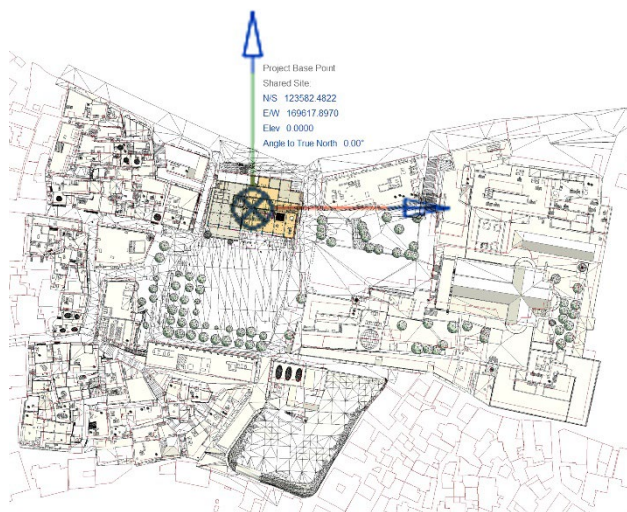 Project Base Point
Shared Site:
N/S 123582.4822
E/W 169617.8970
Elev 0.0000
Angle to True North 0.00°